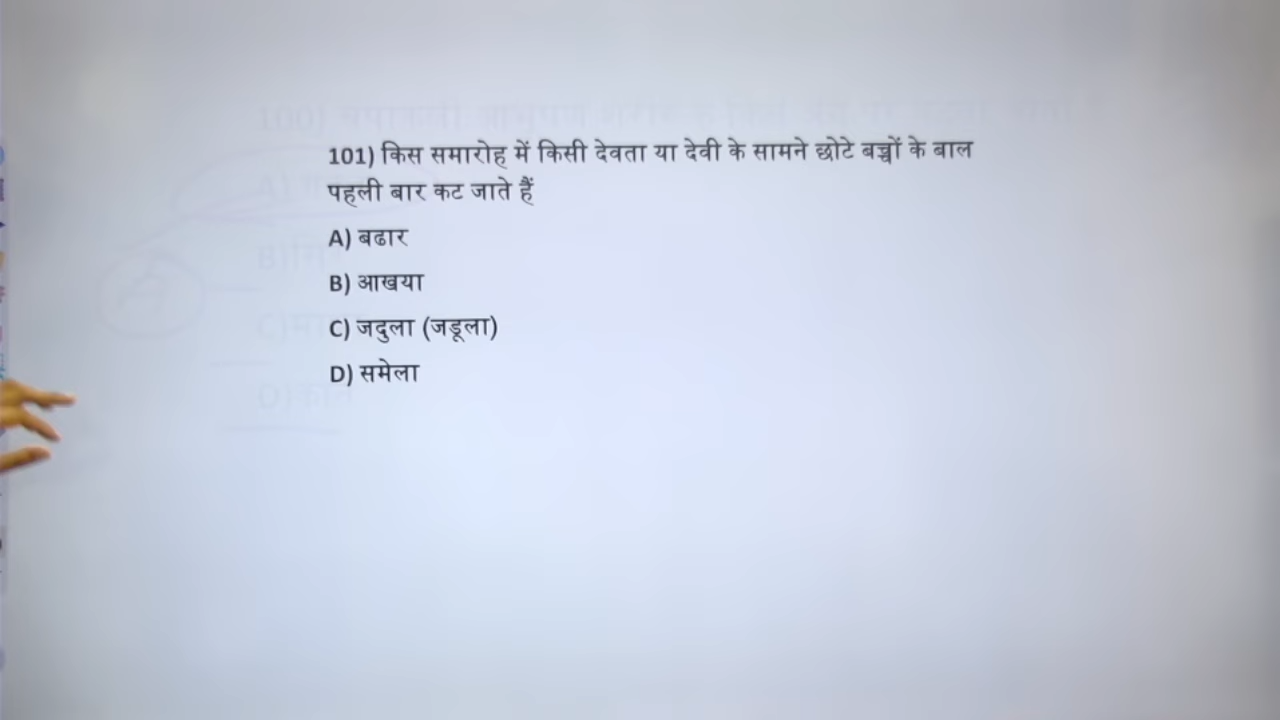 101) किस समारोह में किसी देवता या देवी के सामने छोटे बच्चों के बाल
पहली बार कट जाते हैं
A) बढार
B) आखया
C) जदुला (जडूला)
D) समेला